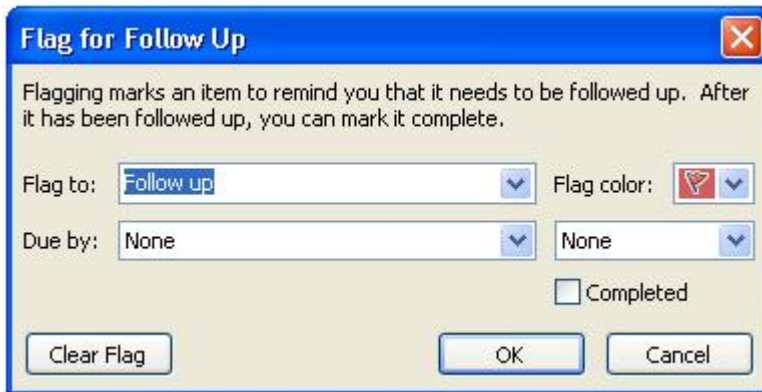 Flag for Follow Up
Flagging marks an item to remind you that it needs to be followed up. After
it has been followed up, you can mark it complete.
Flag to: Follow up Flag color:
Due by: None None
Completed
Clear Flag OK Cancel